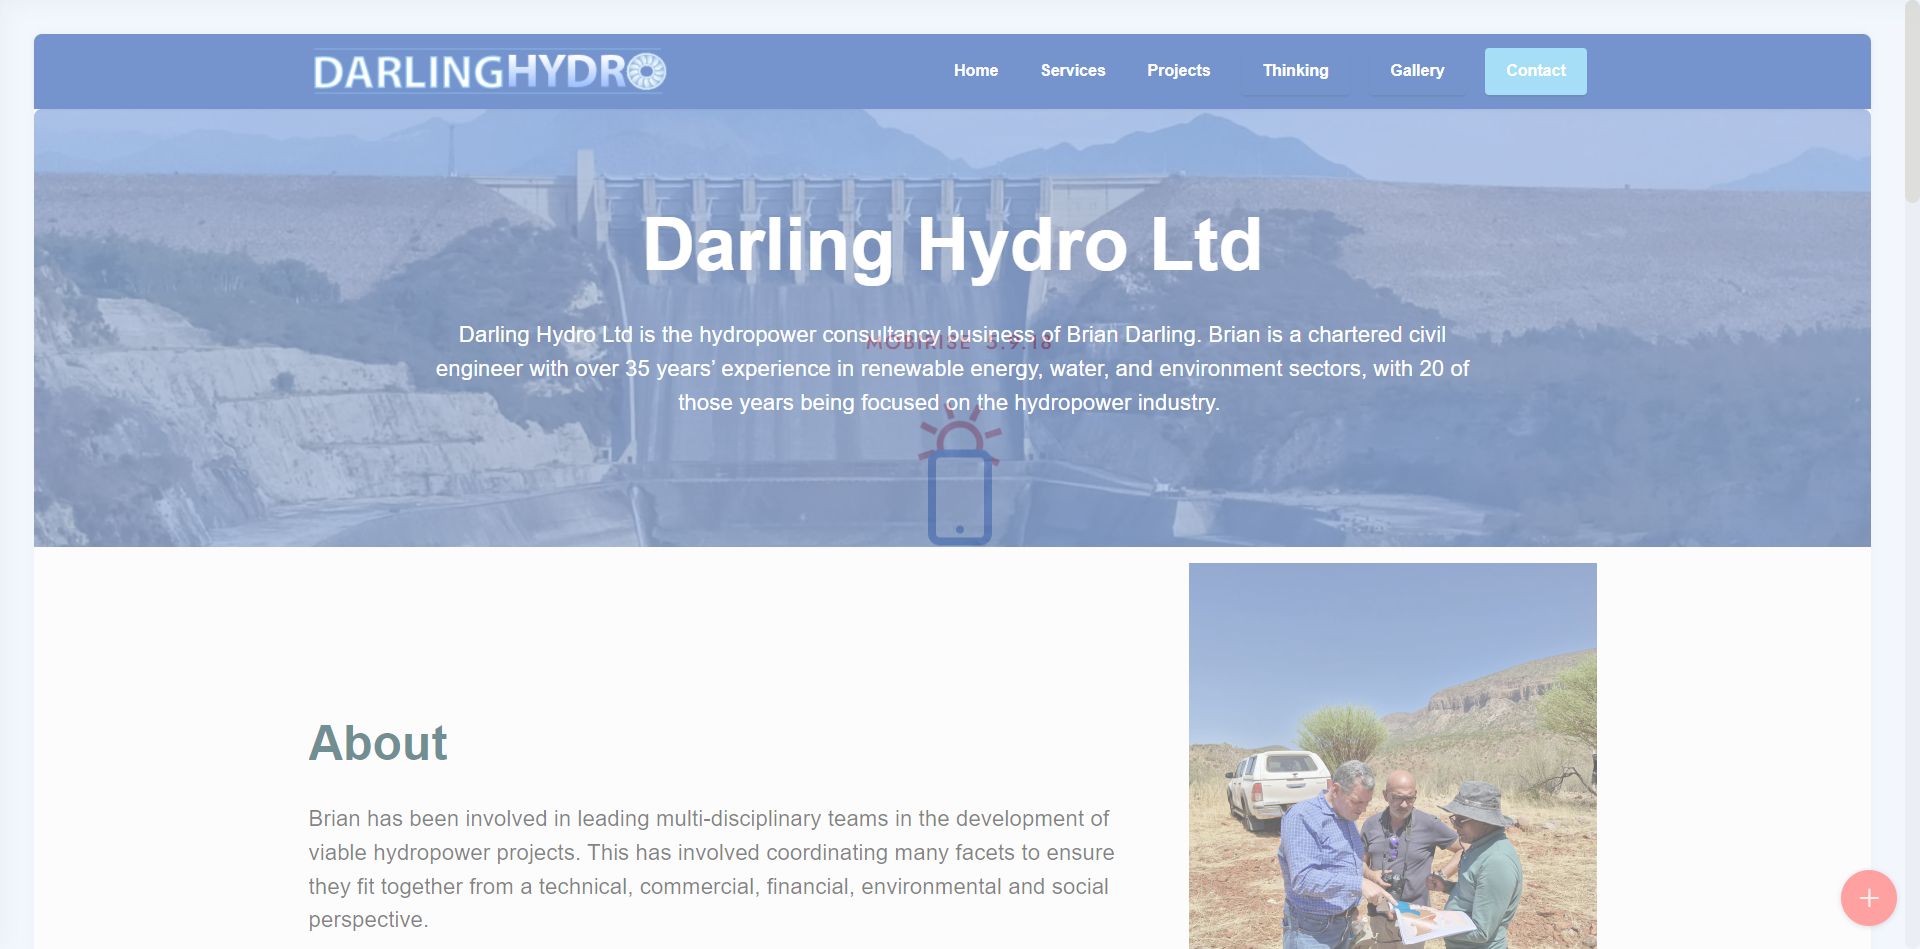 DARLINGHYDRO
Home Services Projects Thinking Gallery Contact
Darling Hydro Ltd
Darling Hydro Ltd is the hydropower consultancy business of Brian Darling. Brian is a chartered civil
MOBIRISE 5.9.18
engineer with over 35 years’ experience in renewable energy, water, and environment sectors, with 20 of
those years being focused on the hydropower industry.
About
Brian has been involved in leading multi-disciplinary teams in the development of
viable hydropower projects. This has involved coordinating many facets to ensure
they fit together from a technical, commercial, financial, environmental and social
perspective.